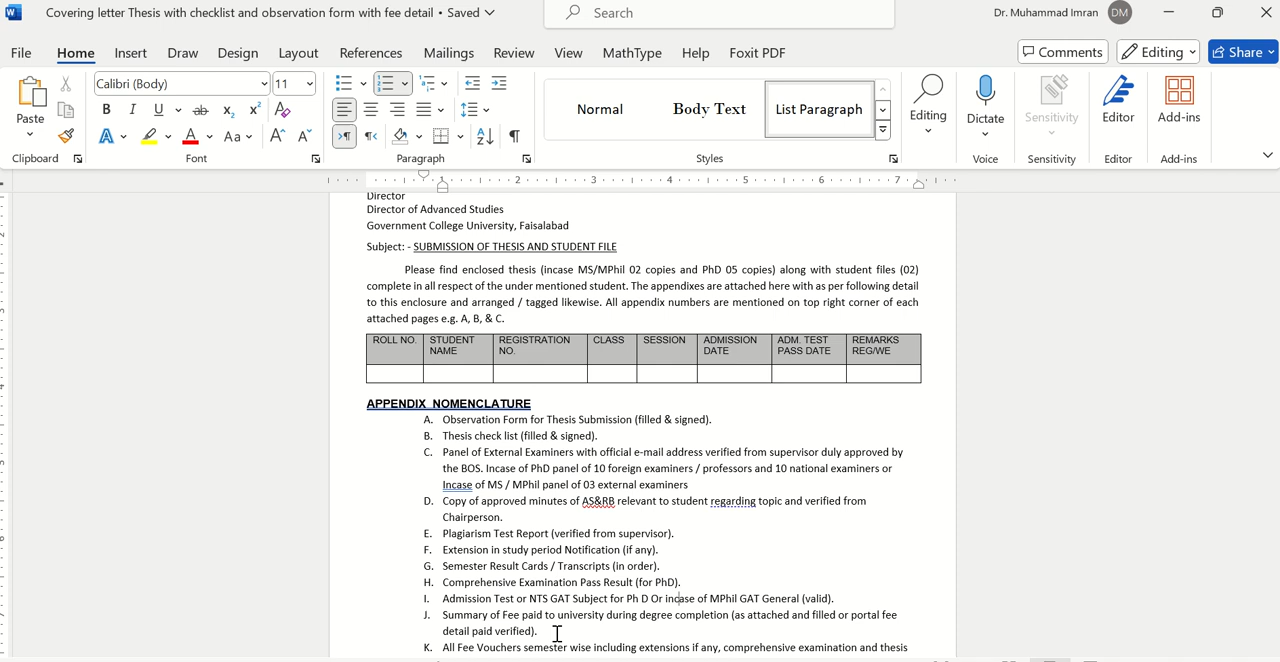 Covering letter Thesis with checklist and observation form with fee detail • Saved
Search
Dr. Muhammad Imran DM
File Home Insert Draw Design Layout References Mailings Review View MathType Help Foxit PDF
Comments Editing Share
Calibri (Body) 11
Paste
Normal Body Text List Paragraph
Editing Dictate Sensitivity Editor Add-ins
Clipboard Font Paragraph Styles Voice Sensitivity Editor Add-ins
1 2 3 4 5 6 7
Director
Director of Advanced Studies
Government College University, Faisalabad
Subject: - SUBMISSION OF THESIS AND STUDENT FILE
Please find enclosed thesis (incase MS/MPhil 02 copies and PhD 05 copies) along with student files (02)
complete in all respect of the under mentioned student. The appendixes are attached here with as per following detail
to this enclosure and arranged / tagged likewise. All appendix numbers are mentioned on top right corner of each
attached pages e.g. A, B, & C.
ROLL NO. STUDENT NAME REGISTRATION NO. CLASS SESSION ADMISSION DATE ADM. TEST PASS DATE REMARKS REG/WE
APPENDIX NOMENCLATURE
A. Observation Form for Thesis Submission (filled & signed).
B. Thesis check list (filled & signed).
C. Panel of External Examiners with official e-mail address verified from supervisor duly approved by
the BOS. Incase of PhD panel of 10 foreign examiners / professors and 10 national examiners or
Incase of MS / MPhil panel of 03 external examiners
D. Copy of approved minutes of AS&RB relevant to student regarding topic and verified from
Chairperson.
E. Plagiarism Test Report (verified from supervisor).
F. Extension in study period Notification (if any).
G. Semester Result Cards / Transcripts (in order).
H. Comprehensive Examination Pass Result (for PhD).
I. Admission Test or NTS GAT Subject for Ph D Or incase of MPhil GAT General (valid).
J. Summary of Fee paid to university during degree completion (as attached and filled or portal fee
detail paid verified).
K. All Fee Vouchers semester wise including extensions if any, comprehensive examination and thesis